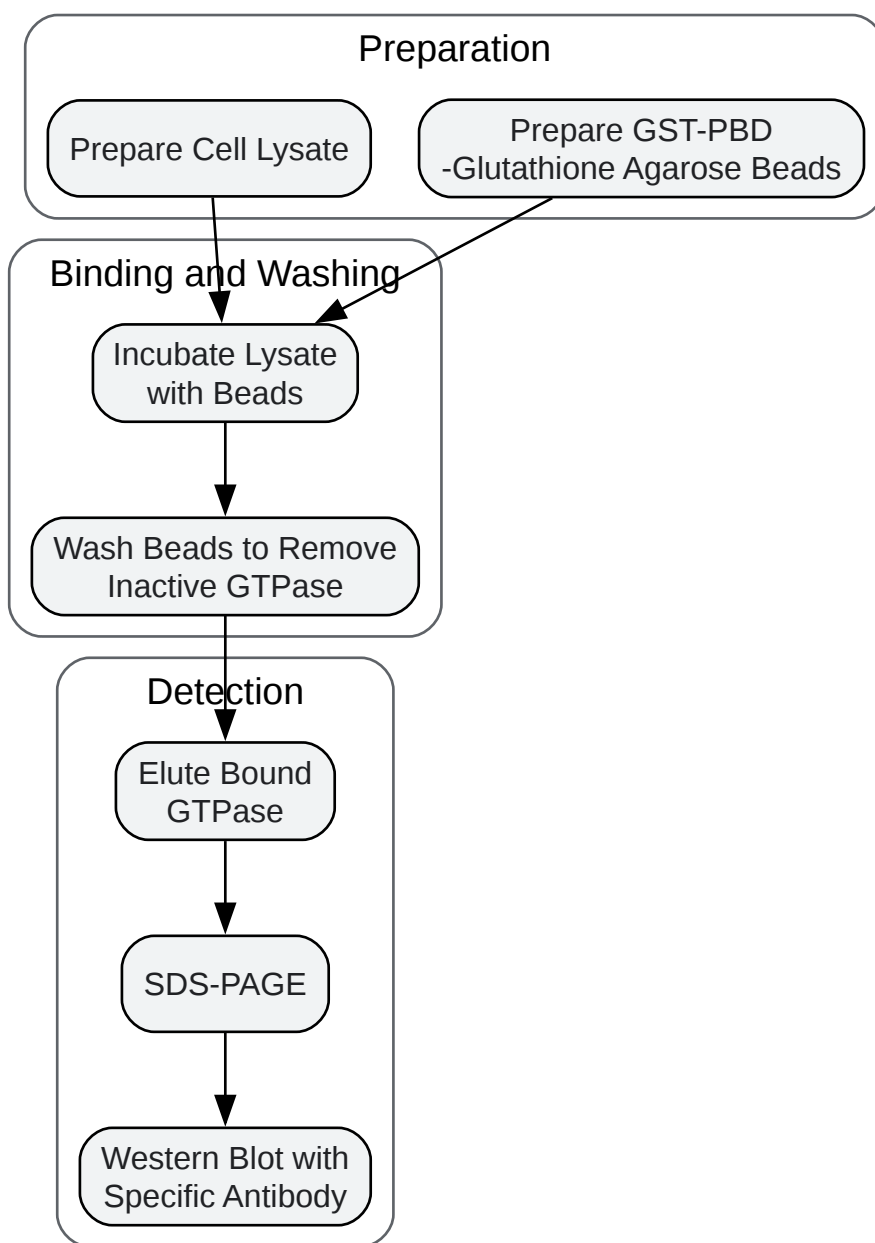 Preparation
Prepare Cell Lysate
Prepare GST-PBD
-Glutathione Agarose Beads
Binding and Washing
Incubate Lysate
with Beads
Wash Beads to Remove
Inactive GTPase
Detection
Elute Bound
GTPase
SDS-PAGE
Western Blot with
Specific Antibody